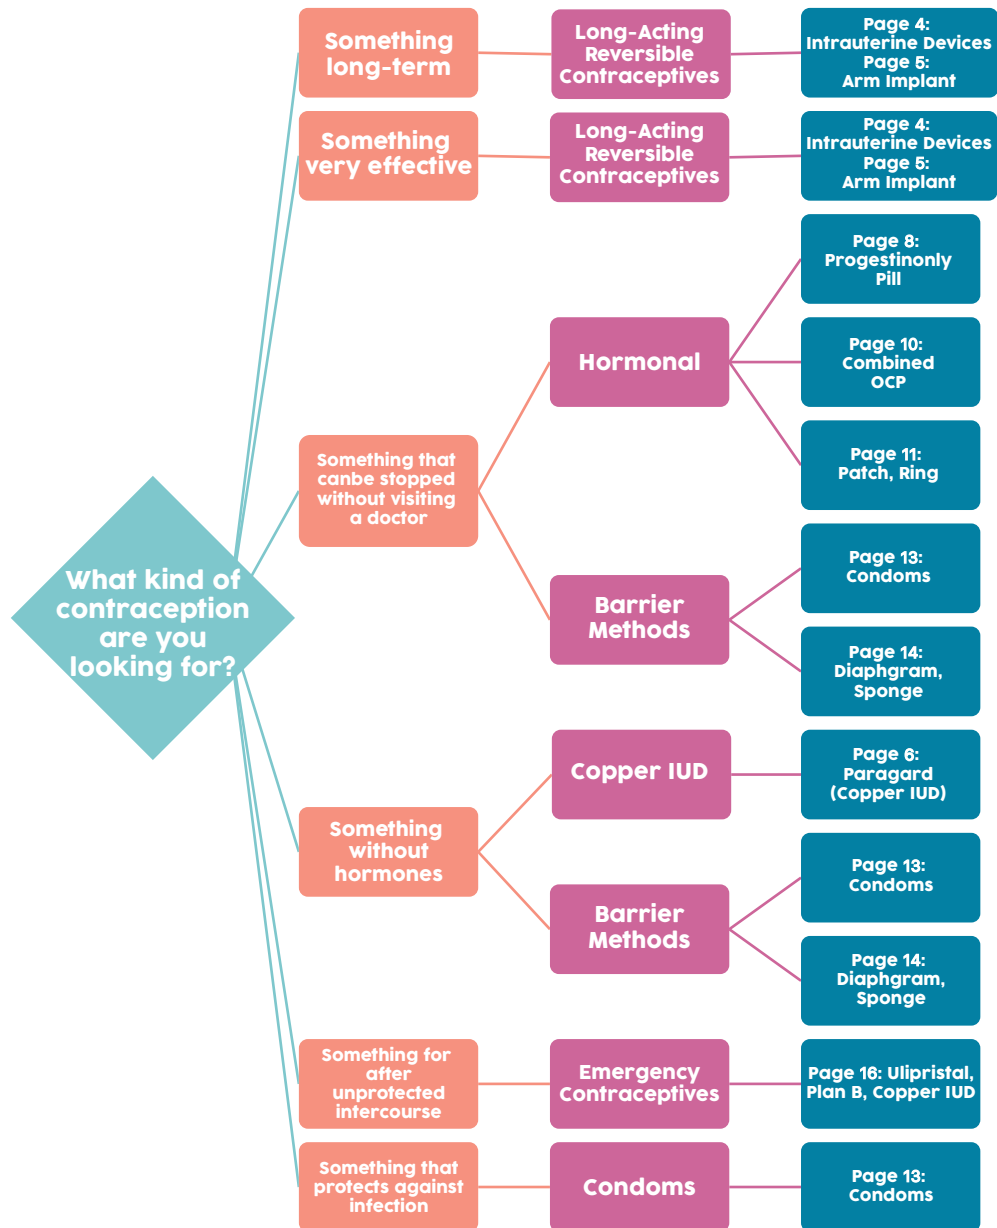 What kind of
contraception
are you
looking for?
Something
long-term
Long-Acting
Reversible
Contraceptives
Page 4:
Intrauterine Devices
Page 5:
Arm Implant
Something
very effective
Long-Acting
Reversible
Contraceptives
Page 4:
Intrauterine Devices
Page 5:
Arm Implant
Something that
canbe stopped
without visiting
a doctor
Hormonal
Page 8:
Progestinonly
Pill
Page 10:
Combined
OCP
Page 11:
Patch, Ring
Barrier
Methods
Page 13:
Condoms
Page 14:
Diaphgram,
Sponge
Something
without
hormones
Copper IUD
Page 6:
Paragard
(Copper IUD)
Barrier
Methods
Page 13:
Condoms
Page 14:
Diaphgram,
Sponge
Something for
after
unprotected
intercourse
Emergency
Contraceptives
Page 16: Ulipristal,
Plan B, Copper IUD
Something that
protects against
infection
Condoms
Page 13:
Condoms